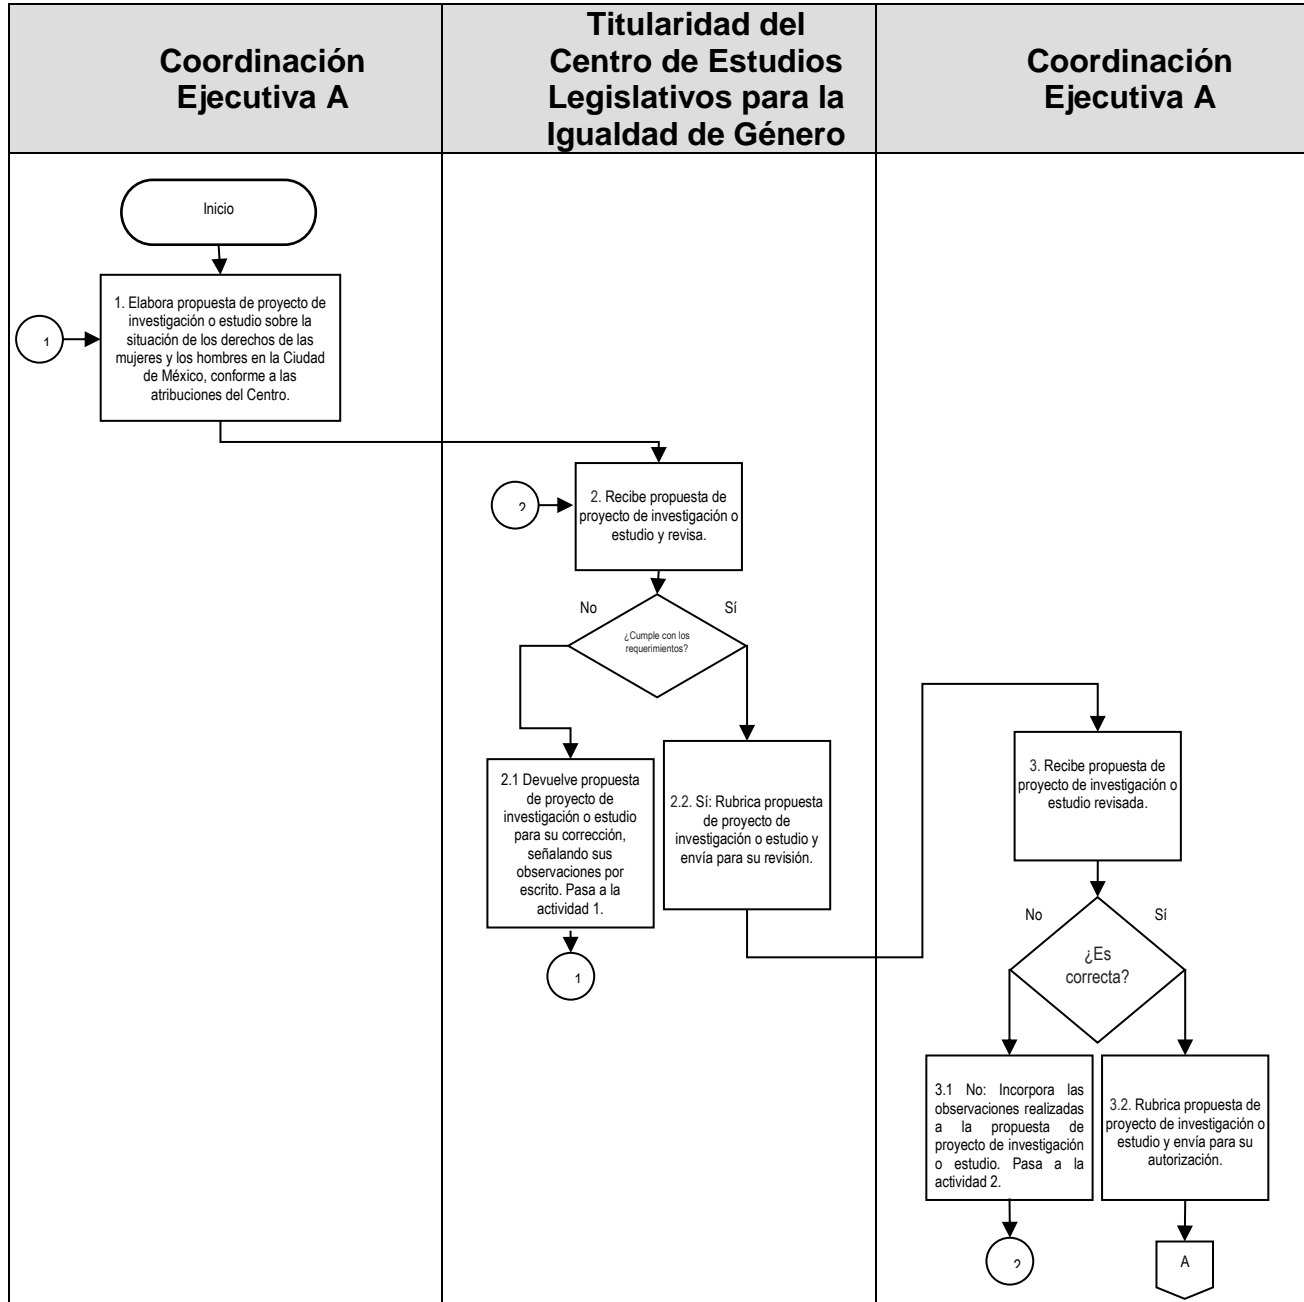 Coordinación
Ejecutiva A
Titularidad del
Centro de Estudios
Legislativos para la
Igualdad de Género
Coordinación
Ejecutiva A
Inicio
1. Elabora propuesta de proyecto de
investigación o estudio sobre la
situación de los derechos de las
mujeres y los hombres en la Ciudad
de México, conforme a las
atribuciones del Centro.
1
2. Recibe propuesta de
proyecto de investigación o
estudio y revisa.
2
No
Sí
¿Cumple con los
requerimientos?
2.1 Devuelve propuesta
de proyecto de
investigación o estudio
para su corrección,
señalando sus
observaciones por
escrito. Pasa a la
actividad 1.
1
2.2. Sí: Rubrica propuesta
de proyecto de
investigación o estudio y
envía para su revisión.
3. Recibe propuesta de
proyecto de investigación o
estudio revisada.
No
Sí
¿Es
correcta?
3.1 No: Incorpora las
observaciones realizadas
a la propuesta de
proyecto de investigación
o estudio. Pasa a la
actividad 2.
2
3.2. Rubrica propuesta de
proyecto de investigación o
estudio y envía para su
autorización.
A